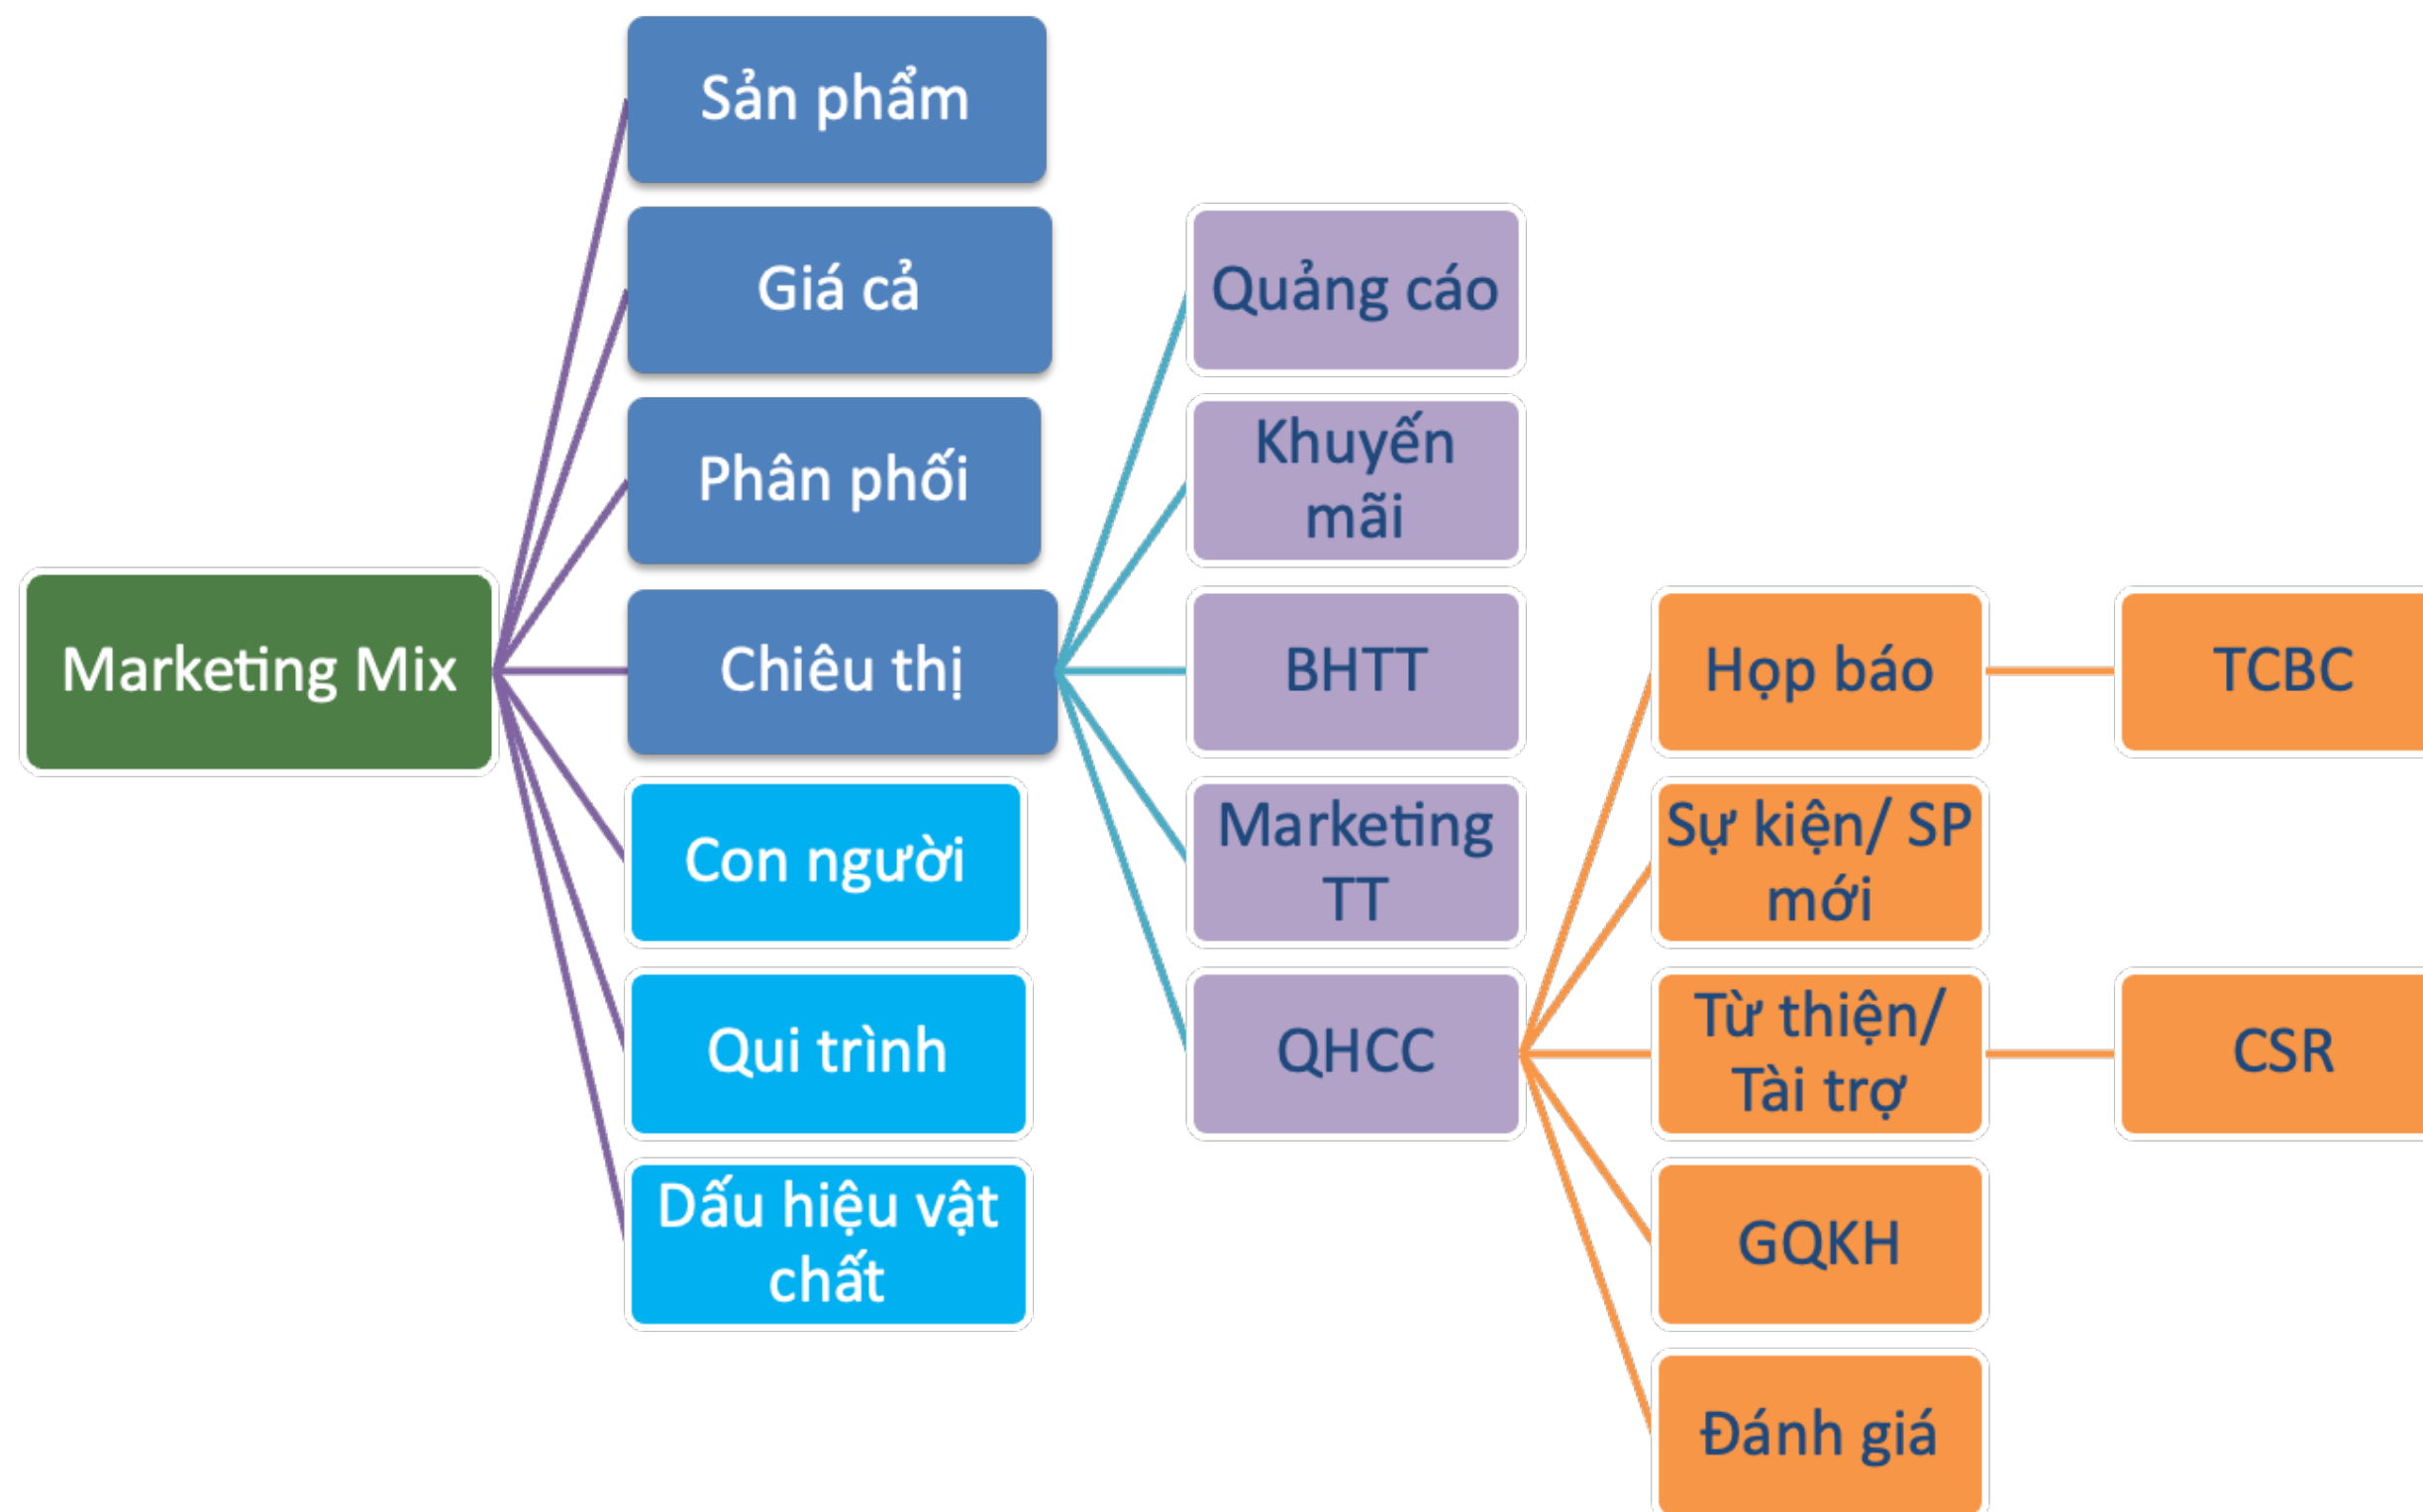 Marketing Mix
Sản phẩm
Giá cả
Phân phối
Chiêu thị
Con người
Qui trình
Dấu hiệu vật
chất
Quảng cáo
Khuyến
mãi
BHTT
Marketing
TT
QHCC
Họp báo
Sự kiện/ SP
mới
Từ thiện/
Tài trợ
GQKH
Đánh giá
TCBC
CSR